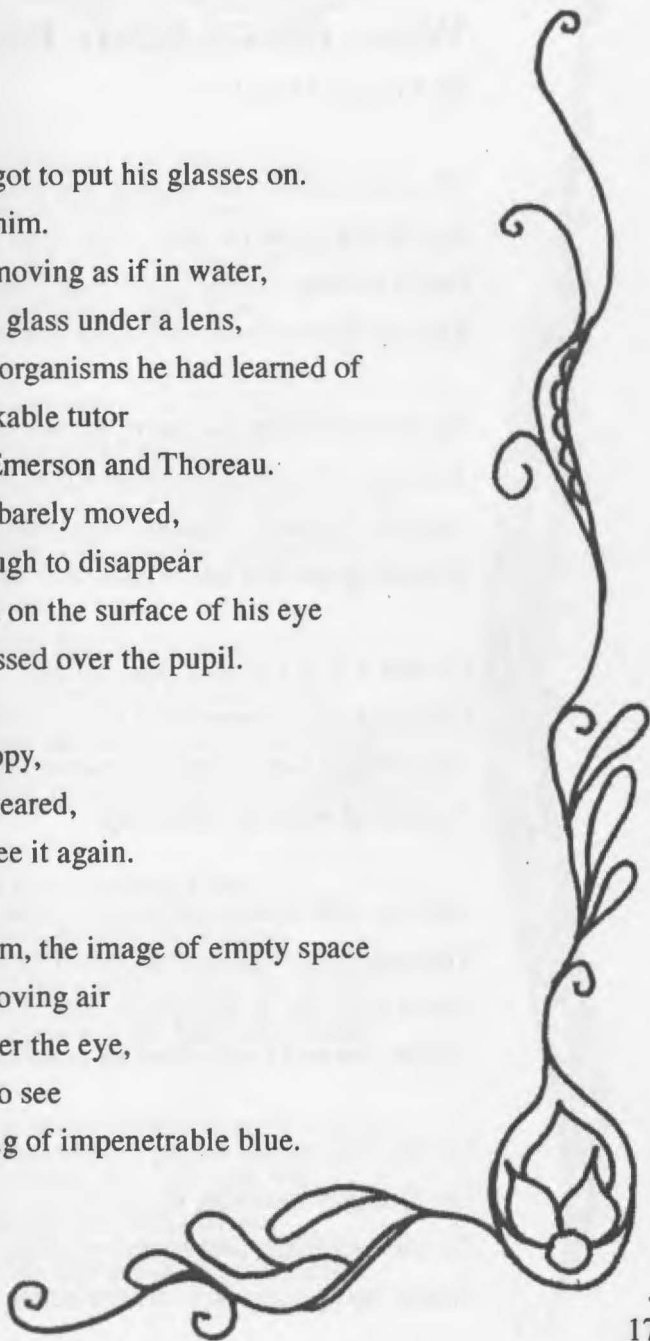 got to put his glasses on.
him.
moving as if in water,
glass under a lens,
organisms he had learned of
kable tutor
Emerson and Thoreau.
barely moved,
ugh to disappear
on the surface of his eye
ssed over the pupil.
opy,
eared,
ee it again.
m, the image of empty space
oving air
er the eye,
o see
g of impenetrable blue.
17